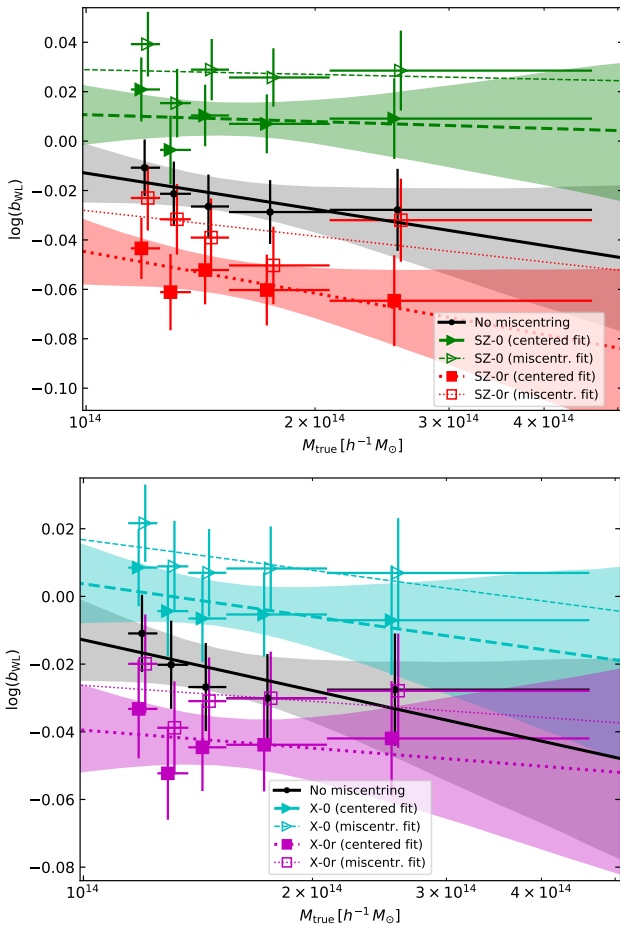 0.04
0.02
0.00
−0.02
−0.04
−0.06
−0.08
−0.10
log(b_WL)
No miscentring
SZ-0 (centered fit)
SZ-0 (miscentr. fit)
SZ-0r (centered fit)
SZ-0r (miscentr. fit)
10^14 2 × 10^14 3 × 10^14 4 × 10^14
M_true [h^−1 M_⊙]
0.02
0.00
−0.02
−0.04
−0.06
−0.08
log(b_WL)
No miscentring
X-0 (centered fit)
X-0 (miscentr. fit)
X-0r (centered fit)
X-0r (miscentr. fit)
10^14 2 × 10^14 3 × 10^14 4 × 10^14
M_true [h^−1 M_⊙]